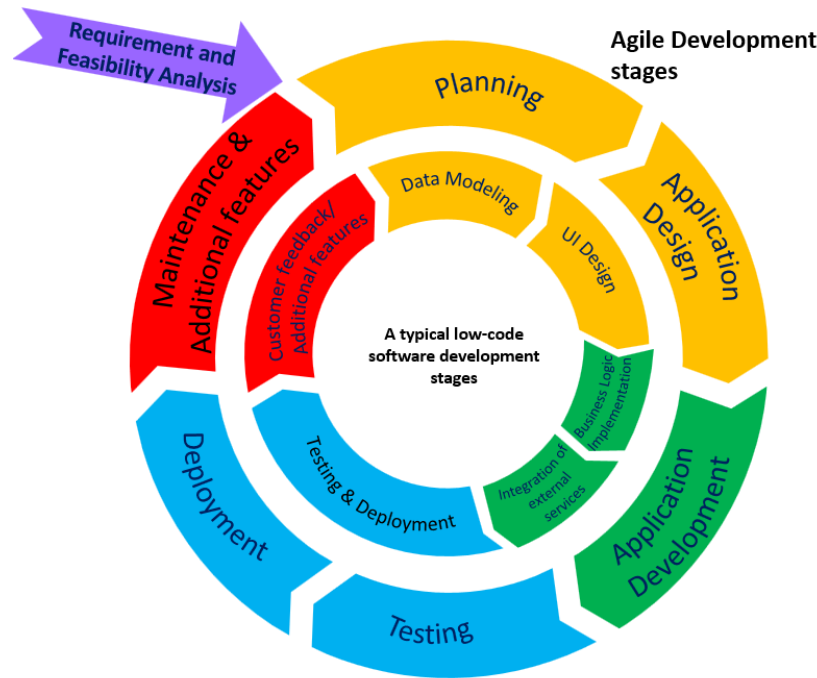 Requirement and
Feasibility Analysis
Agile Development
stages
Planning
Application
Design
Application
Development
Testing
Deployment
Maintenance &
Additional features
Data Modeling
UI Design
Business Logic
Implementation
Integration of
external
services
Testing & Deployment
Customer feedback/
Additional features
A typical low-code
software development
stages